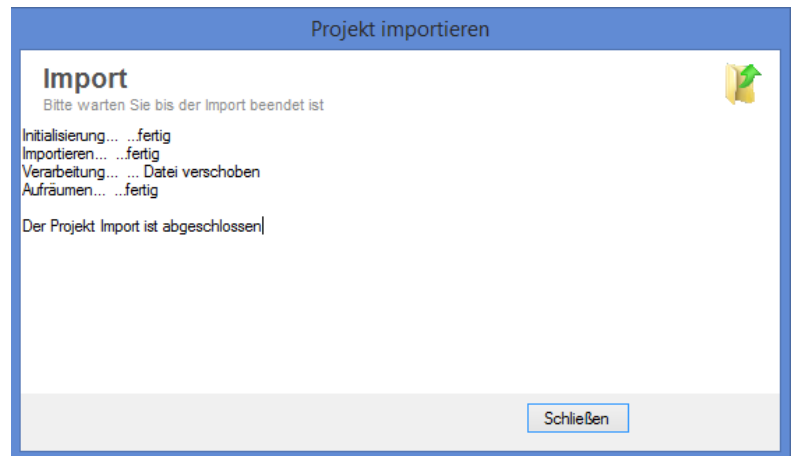 Projekt importieren
Import
Bitte warten Sie bis der Import beendet ist
Initialisierung... ...fertig
Importieren... ...fertig
Verarbeitung... ... Datei verschoben
Aufräumen... ...fertig
Der Projekt Import ist abgeschlossen
Schließen